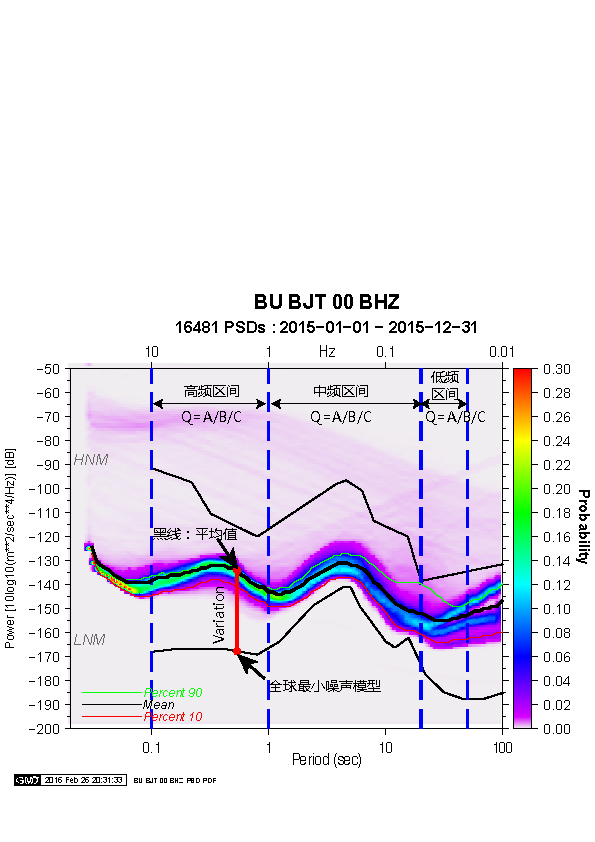 BU BJT 00 BHZ
16481 PSDs : 2015-01-01 - 2015-12-31
10 1 Hz 0.1 0.01
高频区间 中频区间 低频区间
Q=A/B/C Q=A/B/C Q=A/B/C
HNM
黑线：平均值
Variation
LNM
全球最小噪声模型
Percent 90
Mean
Percent 10
-50
-60
-70
-80
-90
-100
-110
-120
-130
-140
-150
-160
-170
-180
-190
-200
Power [10log10(m**2/sec**4/Hz)] [dB]
0.1 1 10 100
Period (sec)
0.30
0.28
0.26
0.24
0.22
0.20
0.18
0.16
0.14
0.12
0.10
0.08
0.06
0.04
0.02
0.00
Probability
GMD 2016 Feb 26 20:31:33 BU BJT 00 BHZ PBD PDF